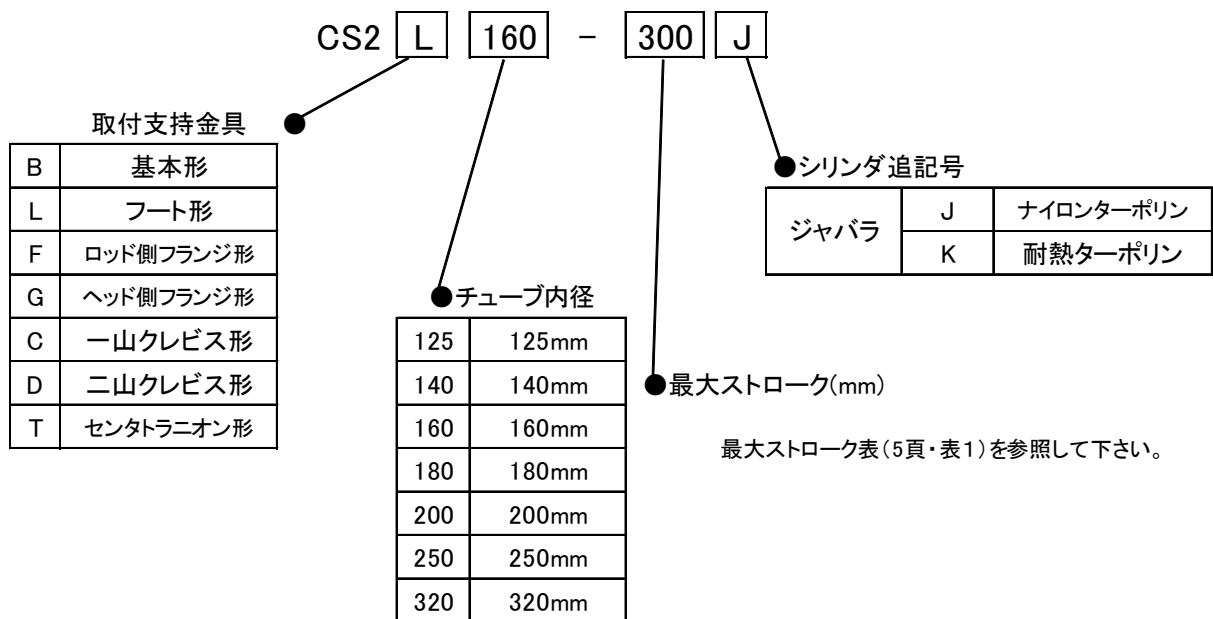 CS2 L 160 - 300 J
取付支持金具 ●
B 基本形
L フート形
F ロッド側フランジ形
G ヘッド側フランジ形
C 一山クレビス形
D 二山クレビス形
T センタトラニオン形
●チューブ内径
125 125mm
140 140mm
160 160mm
180 180mm
200 200mm
250 250mm
320 320mm
●最大ストローク(mm)
最大ストローク表(5頁・表1)を参照して下さい。
●シリンダ追記号
ジャバラ J ナイロンターポリン
K 耐熱ターポリン